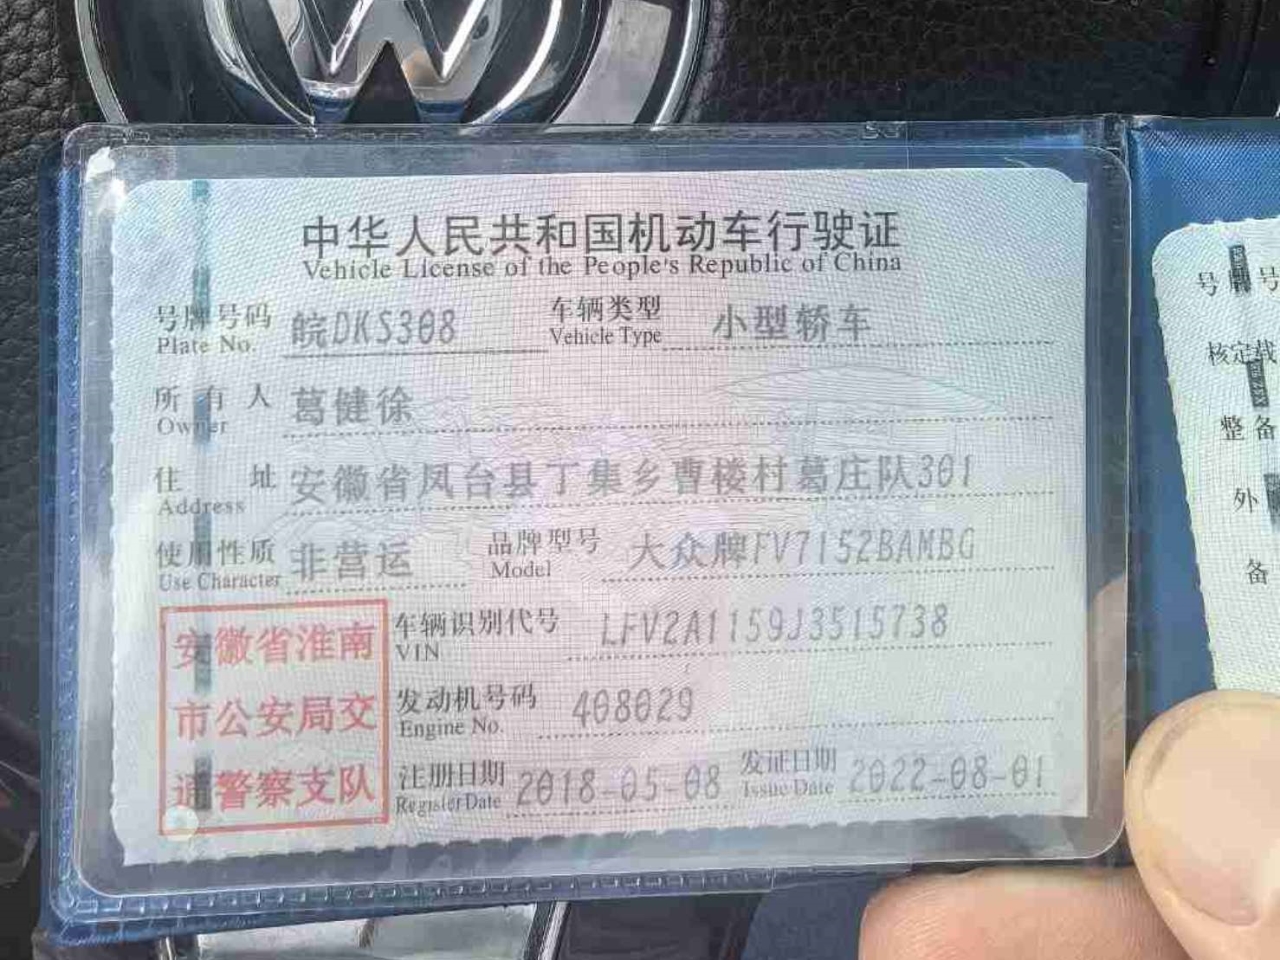 中华人民共和国机动车行驶证
Vehicle License of the People's Republic of China
号牌号码 皖DKS308 车辆类型 小型轿车
Plate No. Vehicle Type
所有人 葛健徐
Owner
住址 安徽省凤台县丁集乡曹楼村葛庄队301
Address
使用性质 非营运 品牌型号 大众牌FV7152BAMBG
Use Character Model
安徽省淮南
市公安局交
通警察支队
车辆识别代号 LFV2A1159J3515738
VIN
发动机号码 408029
Engine No.
注册日期 2018-05-08 发证日期 2022-08-01
Register Date Issue Date
号牌号
核定载
整备
外
备